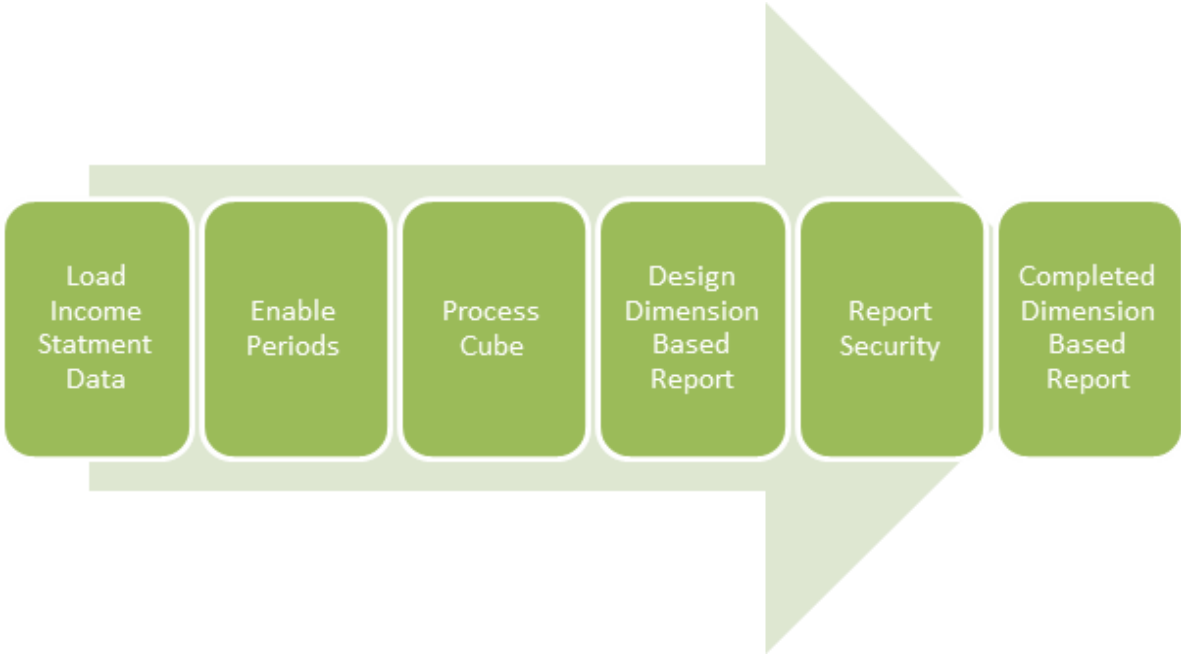 Load
Income
Statment
Data
Enable
Periods
Process
Cube
Design
Dimension
Based
Report
Report
Security
Completed
Dimension
Based
Report